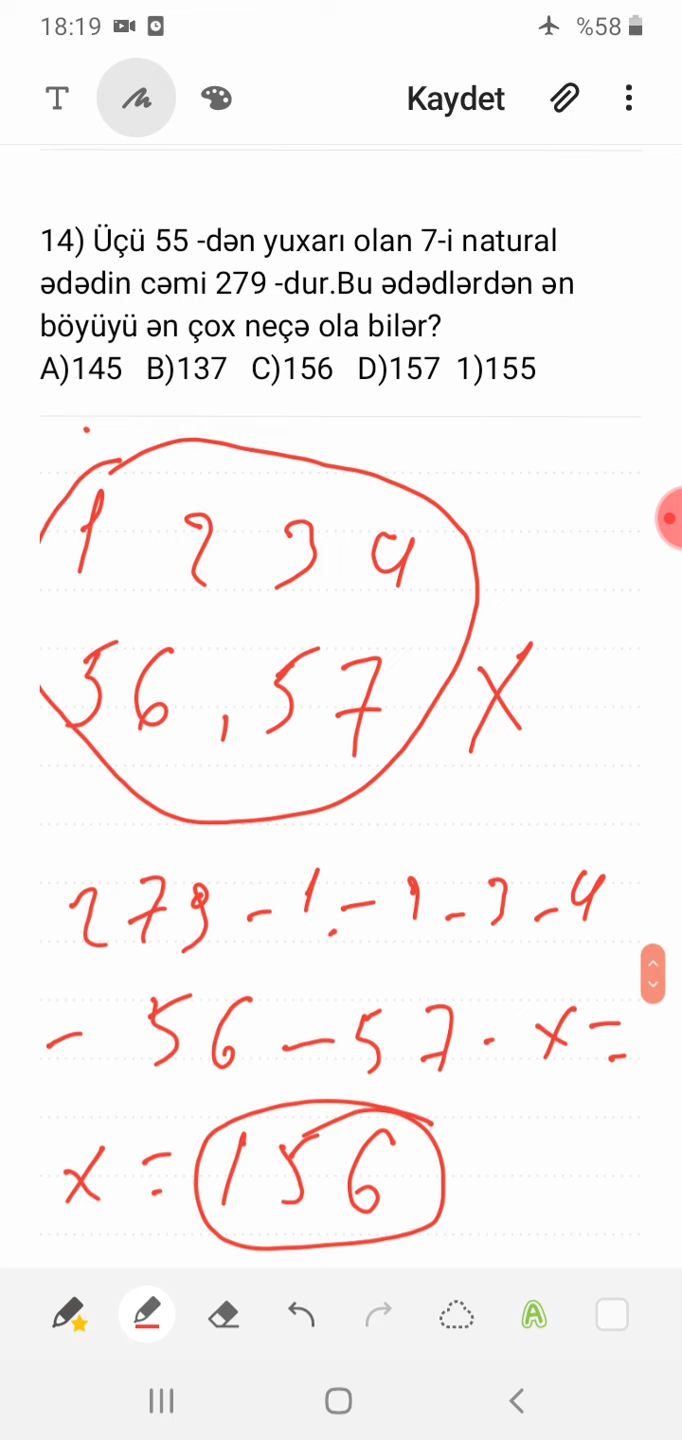 18:19 %58
T Kaydet
14) Üçü 55 -dən yuxarı olan 7-i natural
ədədin cəmi 279 -dur.Bu ədədlərdən ən
böyüyü ən çox neçə ola bilər?
A)145 B)137 C)156 D)157 1)155
1 2 3 4
56, 57 X
279 - 1 - 2 - 3 - 4
- 56 - 57 - x =
x = 156
A